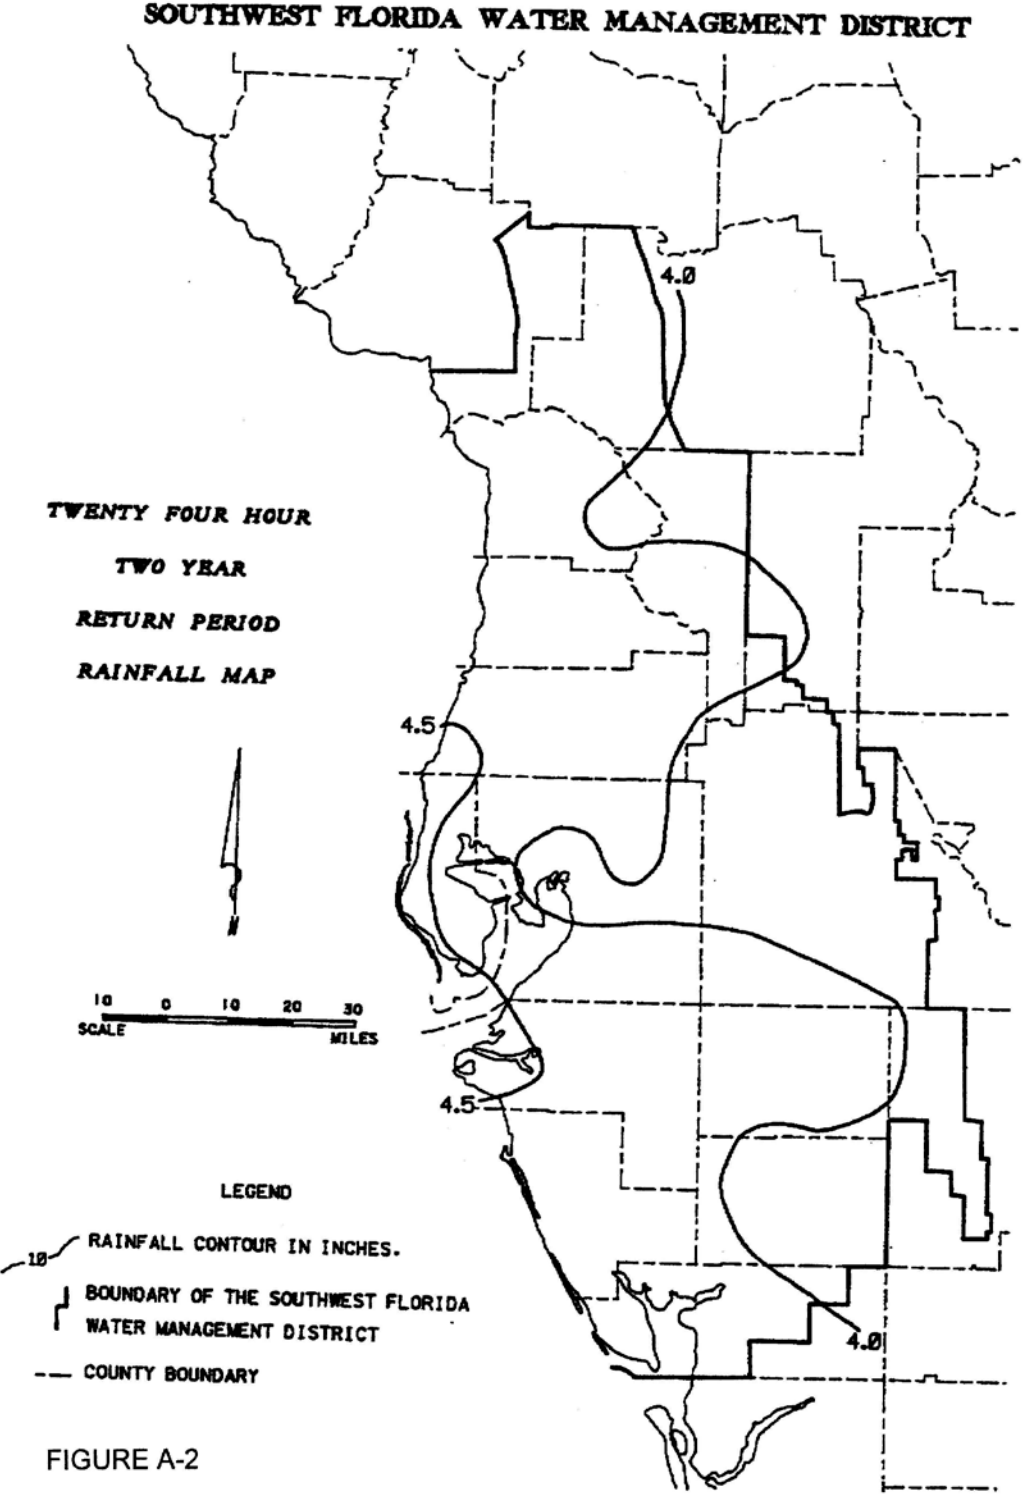 SOUTHWEST FLORIDA WATER MANAGEMENT DISTRICT
4.0
TWENTY FOUR HOUR
TWO YEAR
RETURN PERIOD
RAINFALL MAP
4.5
N
10 0 10 20 30
SCALE MILES
4.5
LEGEND
10 RAINFALL CONTOUR IN INCHES.
BOUNDARY OF THE SOUTHWEST FLORIDA
WATER MANAGEMENT DISTRICT
4.0
COUNTY BOUNDARY
FIGURE A-2